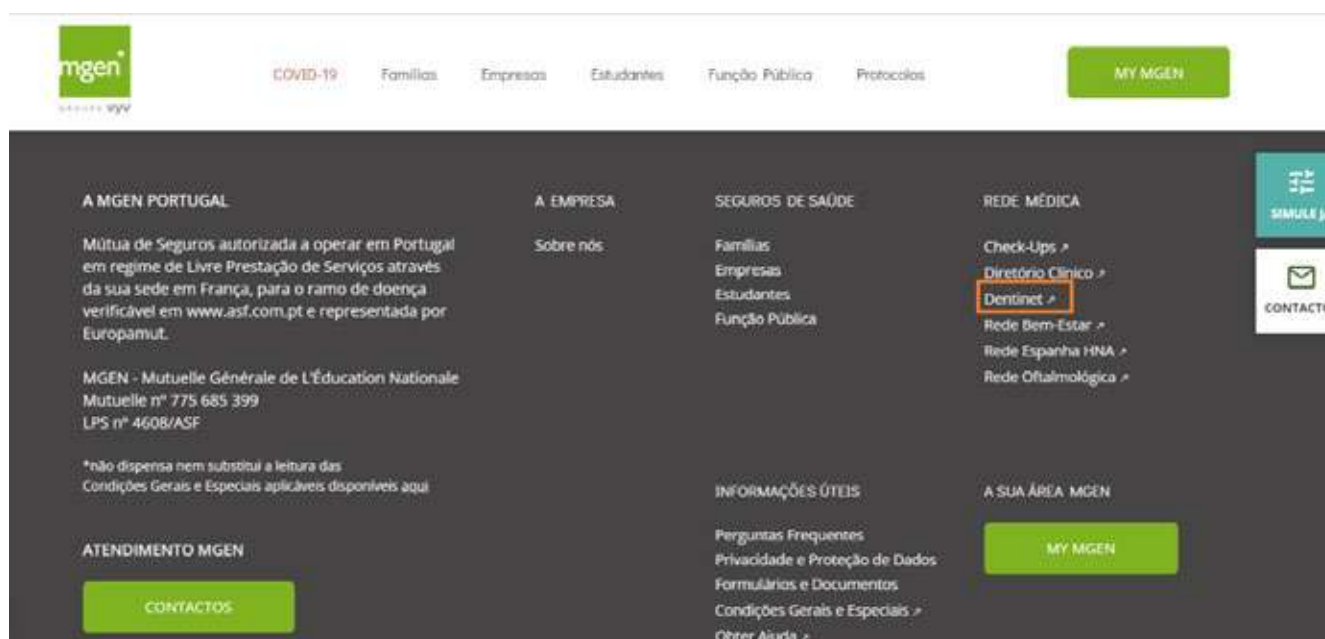 mgen*
GROUPE vyv
COVID-19
Famílias
Empresas
Estudantes
Função Pública
Protocolos
MY MGEN
A MGEN PORTUGAL
Mútua de Seguros autorizada a operar em Portugal
em regime de Livre Prestação de Serviços através
da sua sede em França, para o ramo de doença
verificável em www.asf.com.pt e representada por
Europamut.
MGEN - Mutuelle Générale de L'Éducation Nationale
Mutuelle nº 775 685 399
LPS nº 4608/ASF
*não dispensa nem substitui a leitura das
Condições Gerais e Especiais aplicáveis disponíveis aqui
ATENDIMENTO MGEN
CONTACTOS
A EMPRESA
Sobre nós
SEGUROS DE SAÚDE
Famílias
Empresas
Estudantes
Função Pública
INFORMAÇÕES ÚTEIS
Perguntas Frequentes
Privacidade e Proteção de Dados
Formulários e Documentos
Condições Gerais e Especiais ↗
Obter Ajuda ↗
REDE MÉDICA
Check-Ups ↗
Diretório Clínico ↗
Dentinet ↗
Rede Bem-Estar ↗
Rede Espanha HNA ↗
Rede Oftalmológica ↗
A SUA ÁREA MGEN
MY MGEN
SIMULE J
CONTACTO